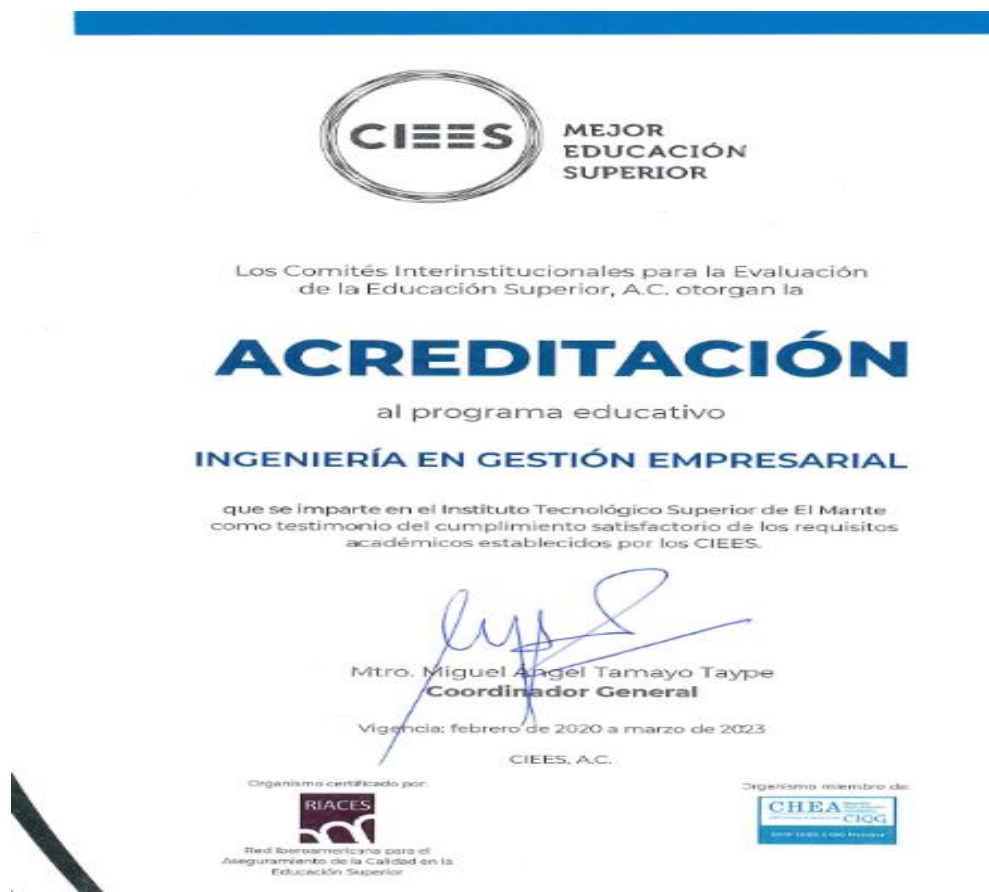 CIEES
MEJOR
EDUCACIÓN
SUPERIOR
Los Comités Interinstitucionales para la Evaluación
de la Educación Superior, A.C. otorgan la
ACREDITACIÓN
al programa educativo
INGENIERÍA EN GESTIÓN EMPRESARIAL
que se imparte en el Instituto Tecnológico Superior de El Mante
como testimonio del cumplimiento satisfactorio de los requisitos
académicos establecidos por los CIEES.
Mtro. Miguel Ángel Tamayo Taype
Coordinador General
Vigencia: febrero de 2020 a marzo de 2023
CIEES, A.C.
Organismo certificado por:
RIACES
Red Iberoamericana para el
Aseguramiento de la Calidad en la
Educación Superior
Organismo miembro de:
CHEA
CIQG